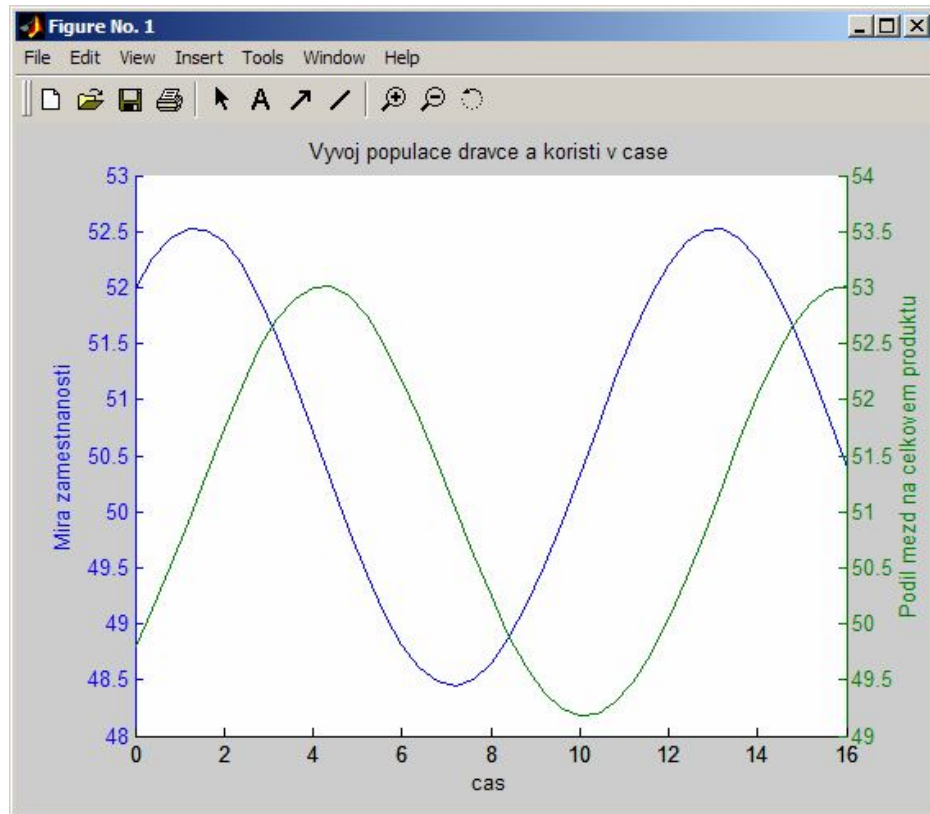 Figure No. 1
File Edit View Insert Tools Window Help
A
Vyvoj populace dravce a koristi v case
53 54
52.5 53.5
52 53
51.5 52.5
51 52
50.5 51.5
50 51
49.5 50.5
49 50
48.5 49.5
48 49
Mira zamestnanosti
Podil mezd na celkovem produktu
0 2 4 6 8 10 12 14 16
cas